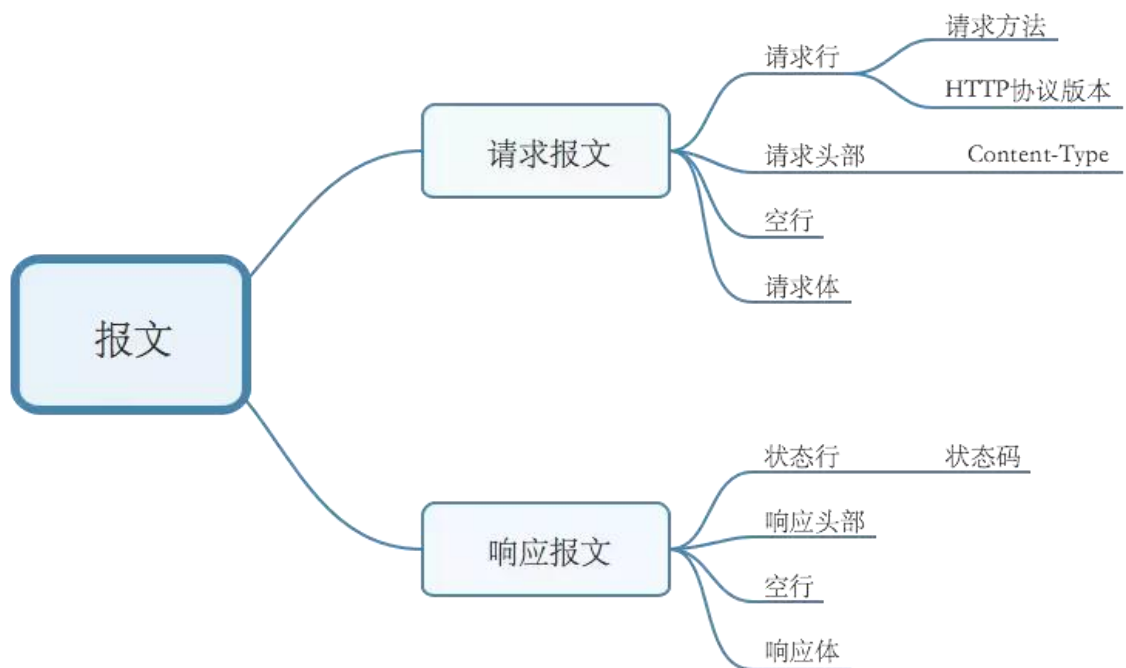 报文
请求报文
请求行
请求方法
HTTP协议版本
请求头部
Content-Type
空行
请求体
响应报文
状态行
状态码
响应头部
空行
响应体